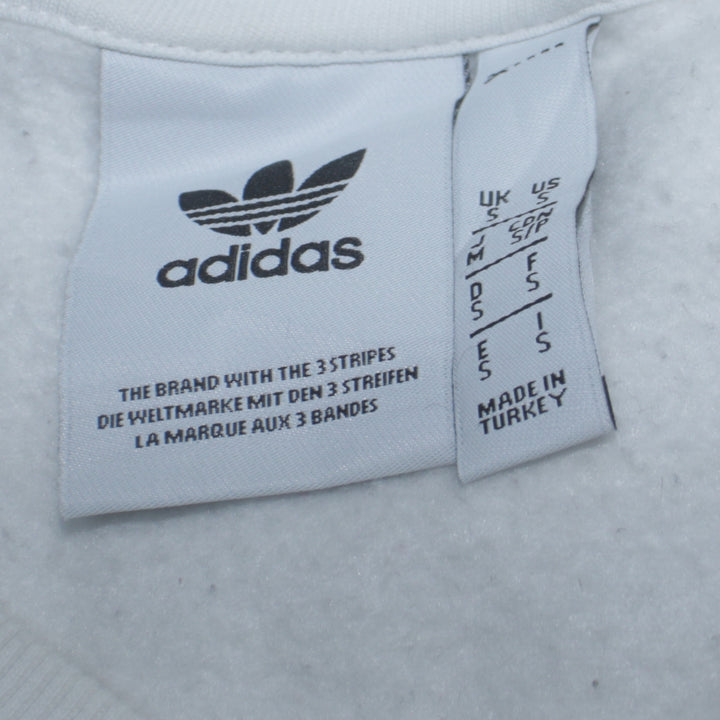 adidas
THE BRAND WITH THE 3 STRIPES
DIE WELTMARKE MIT DEN 3 STREIFEN
LA MARQUE AUX 3 BANDES
UK US
S S
J CDN
M S/P
D F
S S
E I
S S
MADE IN
TURKEY